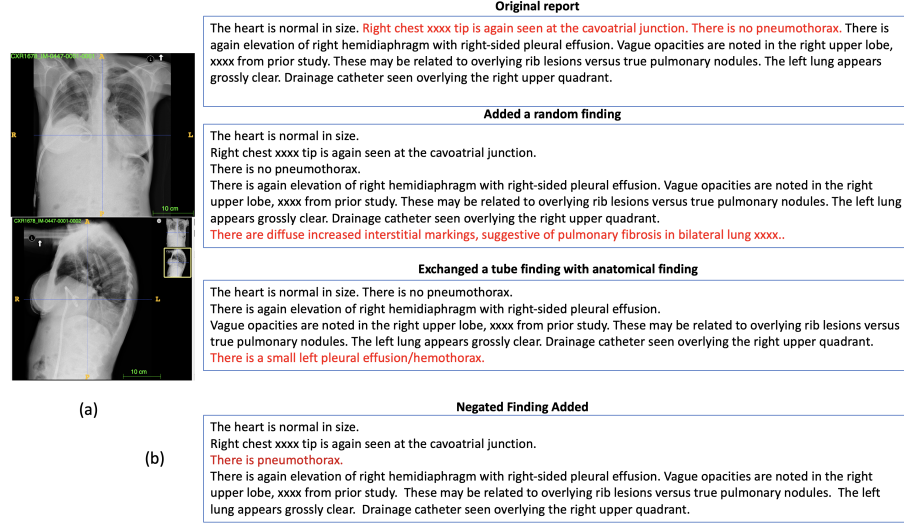 Original report
The heart is normal in size. Right chest xxxx tip is again seen at the cavoatrial junction. There is no pneumothorax. There is
again elevation of right hemidiaphragm with right-sided pleural effusion. Vague opacities are noted in the right upper lobe,
xxxx from prior study. These may be related to overlying rib lesions versus true pulmonary nodules. The left lung appears
grossly clear. Drainage catheter seen overlying the right upper quadrant.
CXR1678_IM-0447-0001-0001
A
R
L
10 cm
CXR1678_IM-0447-0001-0002
A
R
L
10 cm
(a)
Added a random finding
The heart is normal in size.
Right chest xxxx tip is again seen at the cavoatrial junction.
There is no pneumothorax.
There is again elevation of right hemidiaphragm with right-sided pleural effusion. Vague opacities are noted in the right
upper lobe, xxxx from prior study. These may be related to overlying rib lesions versus true pulmonary nodules. The left lung
appears grossly clear. Drainage catheter seen overlying the right upper quadrant.
There are diffuse increased interstitial markings, suggestive of pulmonary fibrosis in bilateral lung xxxx..
Exchanged a tube finding with anatomical finding
The heart is normal in size. There is no pneumothorax.
There is again elevation of right hemidiaphragm with right-sided pleural effusion.
Vague opacities are noted in the right upper lobe, xxxx from prior study. These may be related to overlying rib lesions versus
true pulmonary nodules. The left lung appears grossly clear. Drainage catheter seen overlying the right upper quadrant.
There is a small left pleural effusion/hemothorax.
(b)
Negated Finding Added
The heart is normal in size.
Right chest xxxx tip is again seen at the cavoatrial junction.
There is pneumothorax.
There is again elevation of right hemidiaphragm with right-sided pleural effusion. Vague opacities are noted in the right
upper lobe, xxxx from prior study. These may be related to overlying rib lesions versus true pulmonary nodules. The left
lung appears grossly clear. Drainage catheter seen overlying the right upper quadrant.